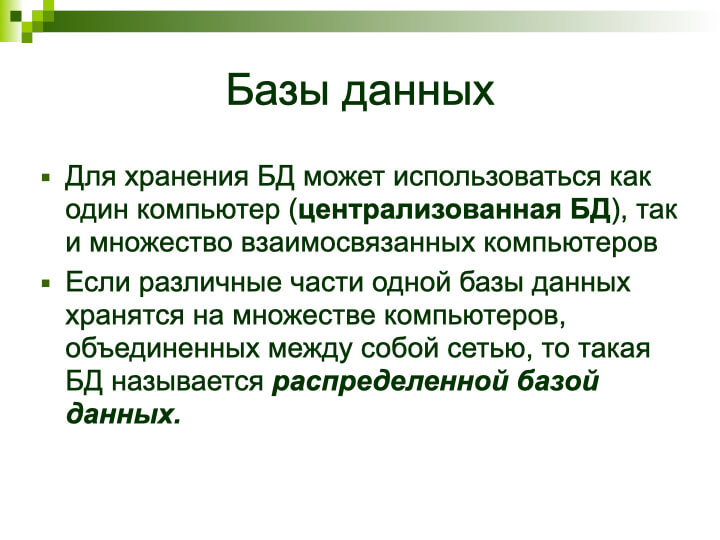 Базы данных
▪ Для хранения БД может использоваться как
один компьютер (централизованная БД), так
и множество взаимосвязанных компьютеров
▪ Если различные части одной базы данных
хранятся на множестве компьютеров,
объединенных между собой сетью, то такая
БД называется распределенной базой
данных.